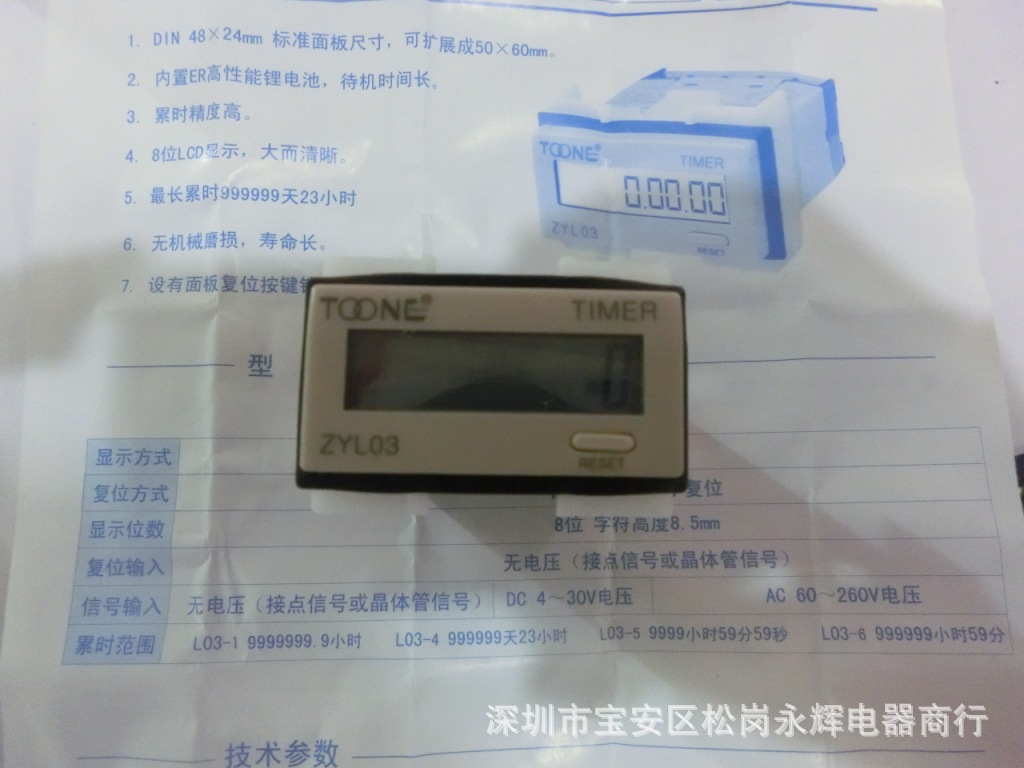 1. DIN 48×24mm 标准面板尺寸，可扩展成50×60mm。
2. 内置ER高性能锂电池，待机时间长。
3. 累时精度高。
4. 8位LCD显示，大而清晰。
5. 最长累时999999天23小时
6. 无机械磨损，寿命长。
7. 设有面板复位按键
TOONE® TIMER
0.00.00
ZYL03
RESET
TOONE® TIMER
0
ZYL03
RESET
型
显示方式
复位方式 复位
显示位数 8位 字符高度8.5mm
复位输入 无电压（接点信号或晶体管信号）
信号输入 无电压（接点信号或晶体管信号） DC 4～30V电压 AC 60～260V电压
累时范围 L03-1 9999999.9小时 L03-4 999999天23小时 L03-5 9999小时59分59秒 L03-6 999999小时59分
技术参数
深圳市宝安区松岗永辉电器商行